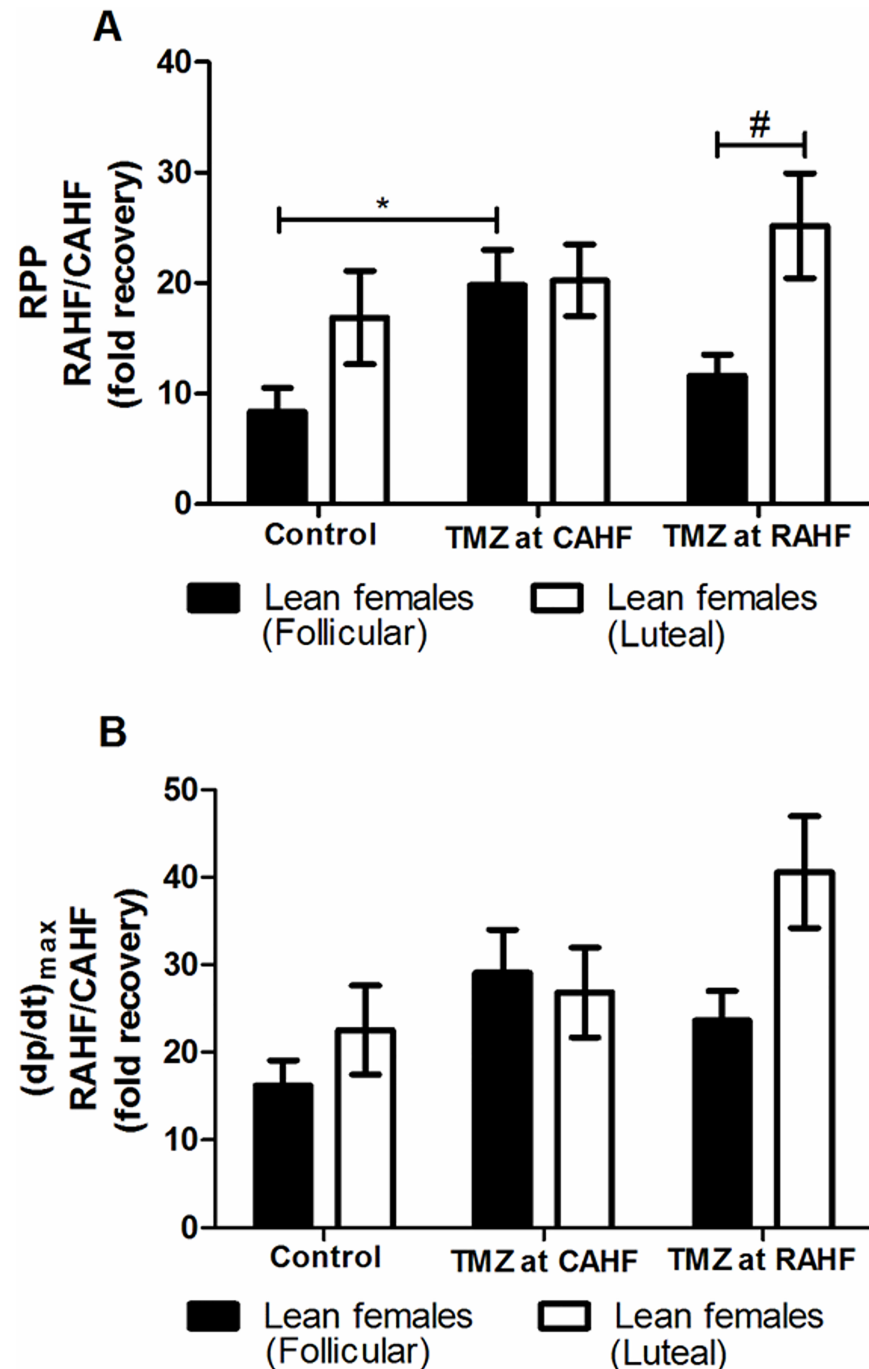 A
RPP
RAHF/CAHF
(fold recovery)
40
30
20
10
0
*
#
Control
TMZ at CAHF
TMZ at RAHF
Lean females
(Follicular)
Lean females
(Luteal)
B
(dp/dt)max
RAHF/CAHF
(fold recovery)
50
40
30
20
10
0
Control
TMZ at CAHF
TMZ at RAHF
Lean females
(Follicular)
Lean females
(Luteal)